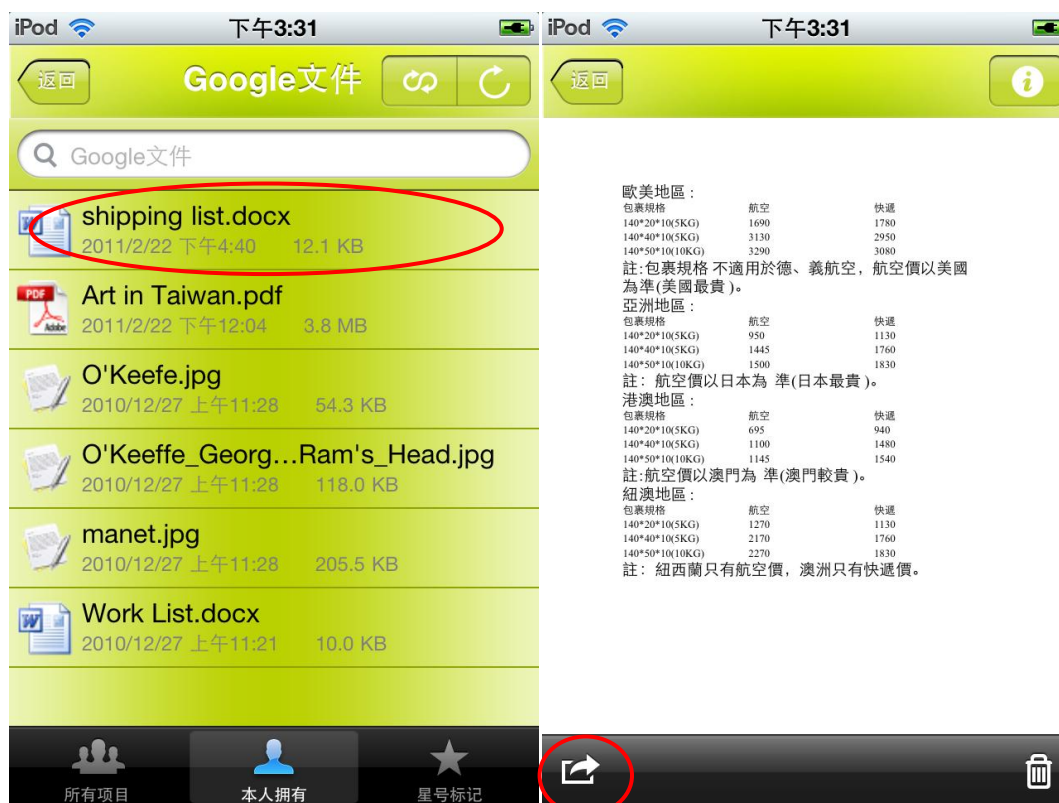 iPod 下午3:31
返回 Google文件
Google文件
shipping list.docx
2011/2/22 下午4:40 12.1 KB
PDF Adobe
Art in Taiwan.pdf
2011/2/22 下午12:04 3.8 MB
O'Keefe.jpg
2010/12/27 上午11:28 54.3 KB
O'Keeffe_Georg...Ram's_Head.jpg
2010/12/27 上午11:28 118.0 KB
manet.jpg
2010/12/27 上午11:28 205.5 KB
W
Work List.docx
2010/12/27 上午11:21 10.0 KB
所有项目 本人拥有 星号标记
iPod 下午3:31
返回 i
歐美地區：
包裹規格 航空 快遞
140*20*10(5KG) 1690 1780
140*40*10(5KG) 3130 2950
140*50*10(10KG) 3290 3080
註:包裹規格 不適用於德、義航空，航空價以美國
為準(美國最貴 )。
亞洲地區：
包裹規格 航空 快遞
140*20*10(5KG) 950 1130
140*40*10(5KG) 1445 1760
140*50*10(10KG) 1500 1830
註： 航空價以日本為 準(日本最貴 )。
港澳地區：
包裹規格 航空 快遞
140*20*10(5KG) 695 940
140*40*10(5KG) 1100 1480
140*50*10(10KG) 1145 1540
註:航空價以澳門為 準(澳門較貴 )。
紐澳地區：
包裹規格 航空 快遞
140*20*10(5KG) 1270 1130
140*40*10(5KG) 2170 1760
140*50*10(10KG) 2270 1830
註： 紐西蘭只有航空價，澳洲只有快遞價。